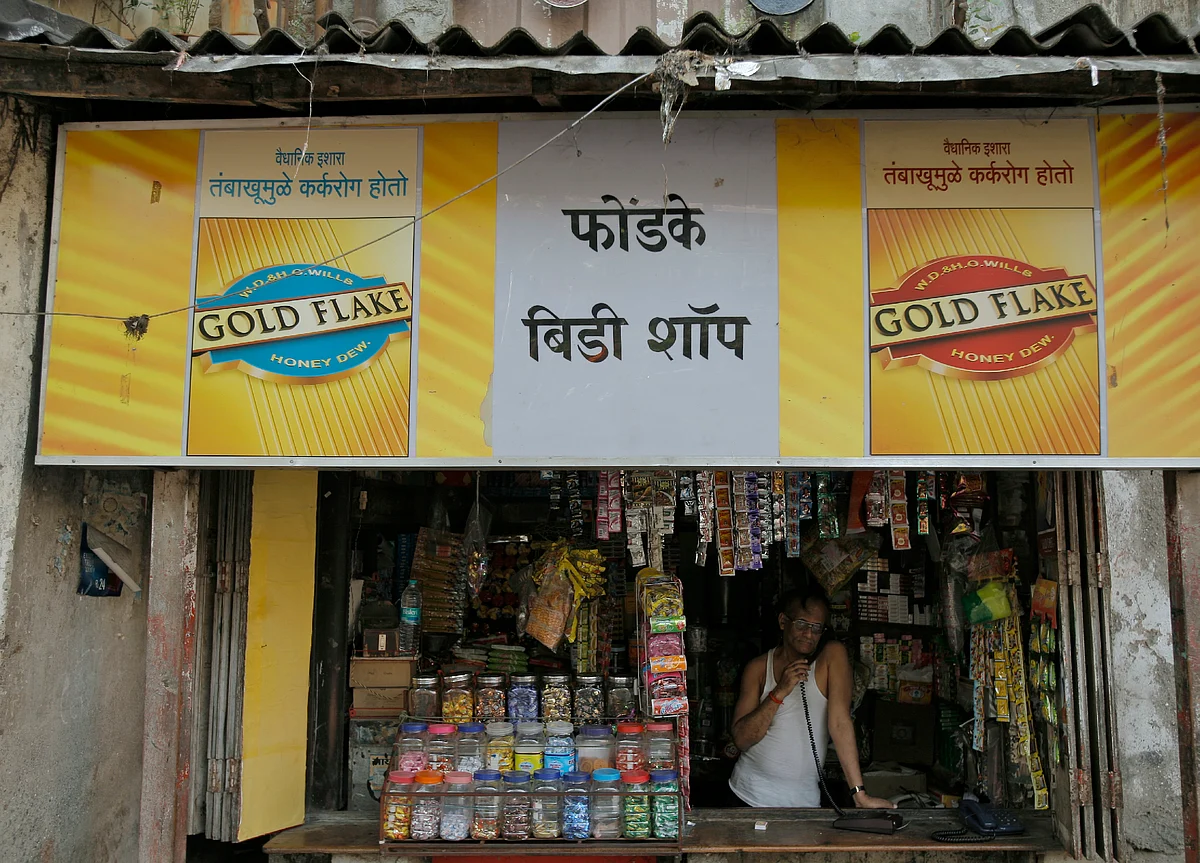 वैधानिक इशारा
तंबाखूमुळे कर्करोग होतो
W.D.&H.O.WILLS
GOLD FLAKE
HONEY DEW.
फोंडके
बिडी शॉप
वैधानिक इशारा
तंबाखूमुळे कर्करोग होतो
W.D.&H.O.WILLS
GOLD FLAKE
HONEY DEW.